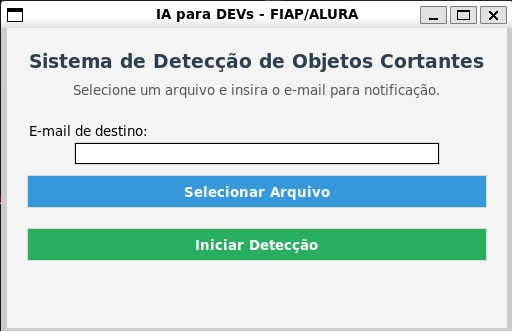 IA para DEVs - FIAP/ALURA
Sistema de Detecção de Objetos Cortantes
Selecione um arquivo e insira o e-mail para notificação.
E-mail de destino:
Selecionar Arquivo
Iniciar Detecção